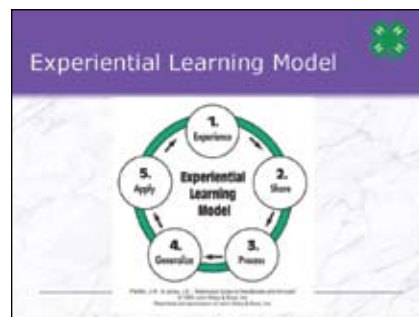 Experiential Learning Model
1.
Experience
2.
Share
3.
Process
4.
Generalize
5.
Apply
Experiential
Learning
Model